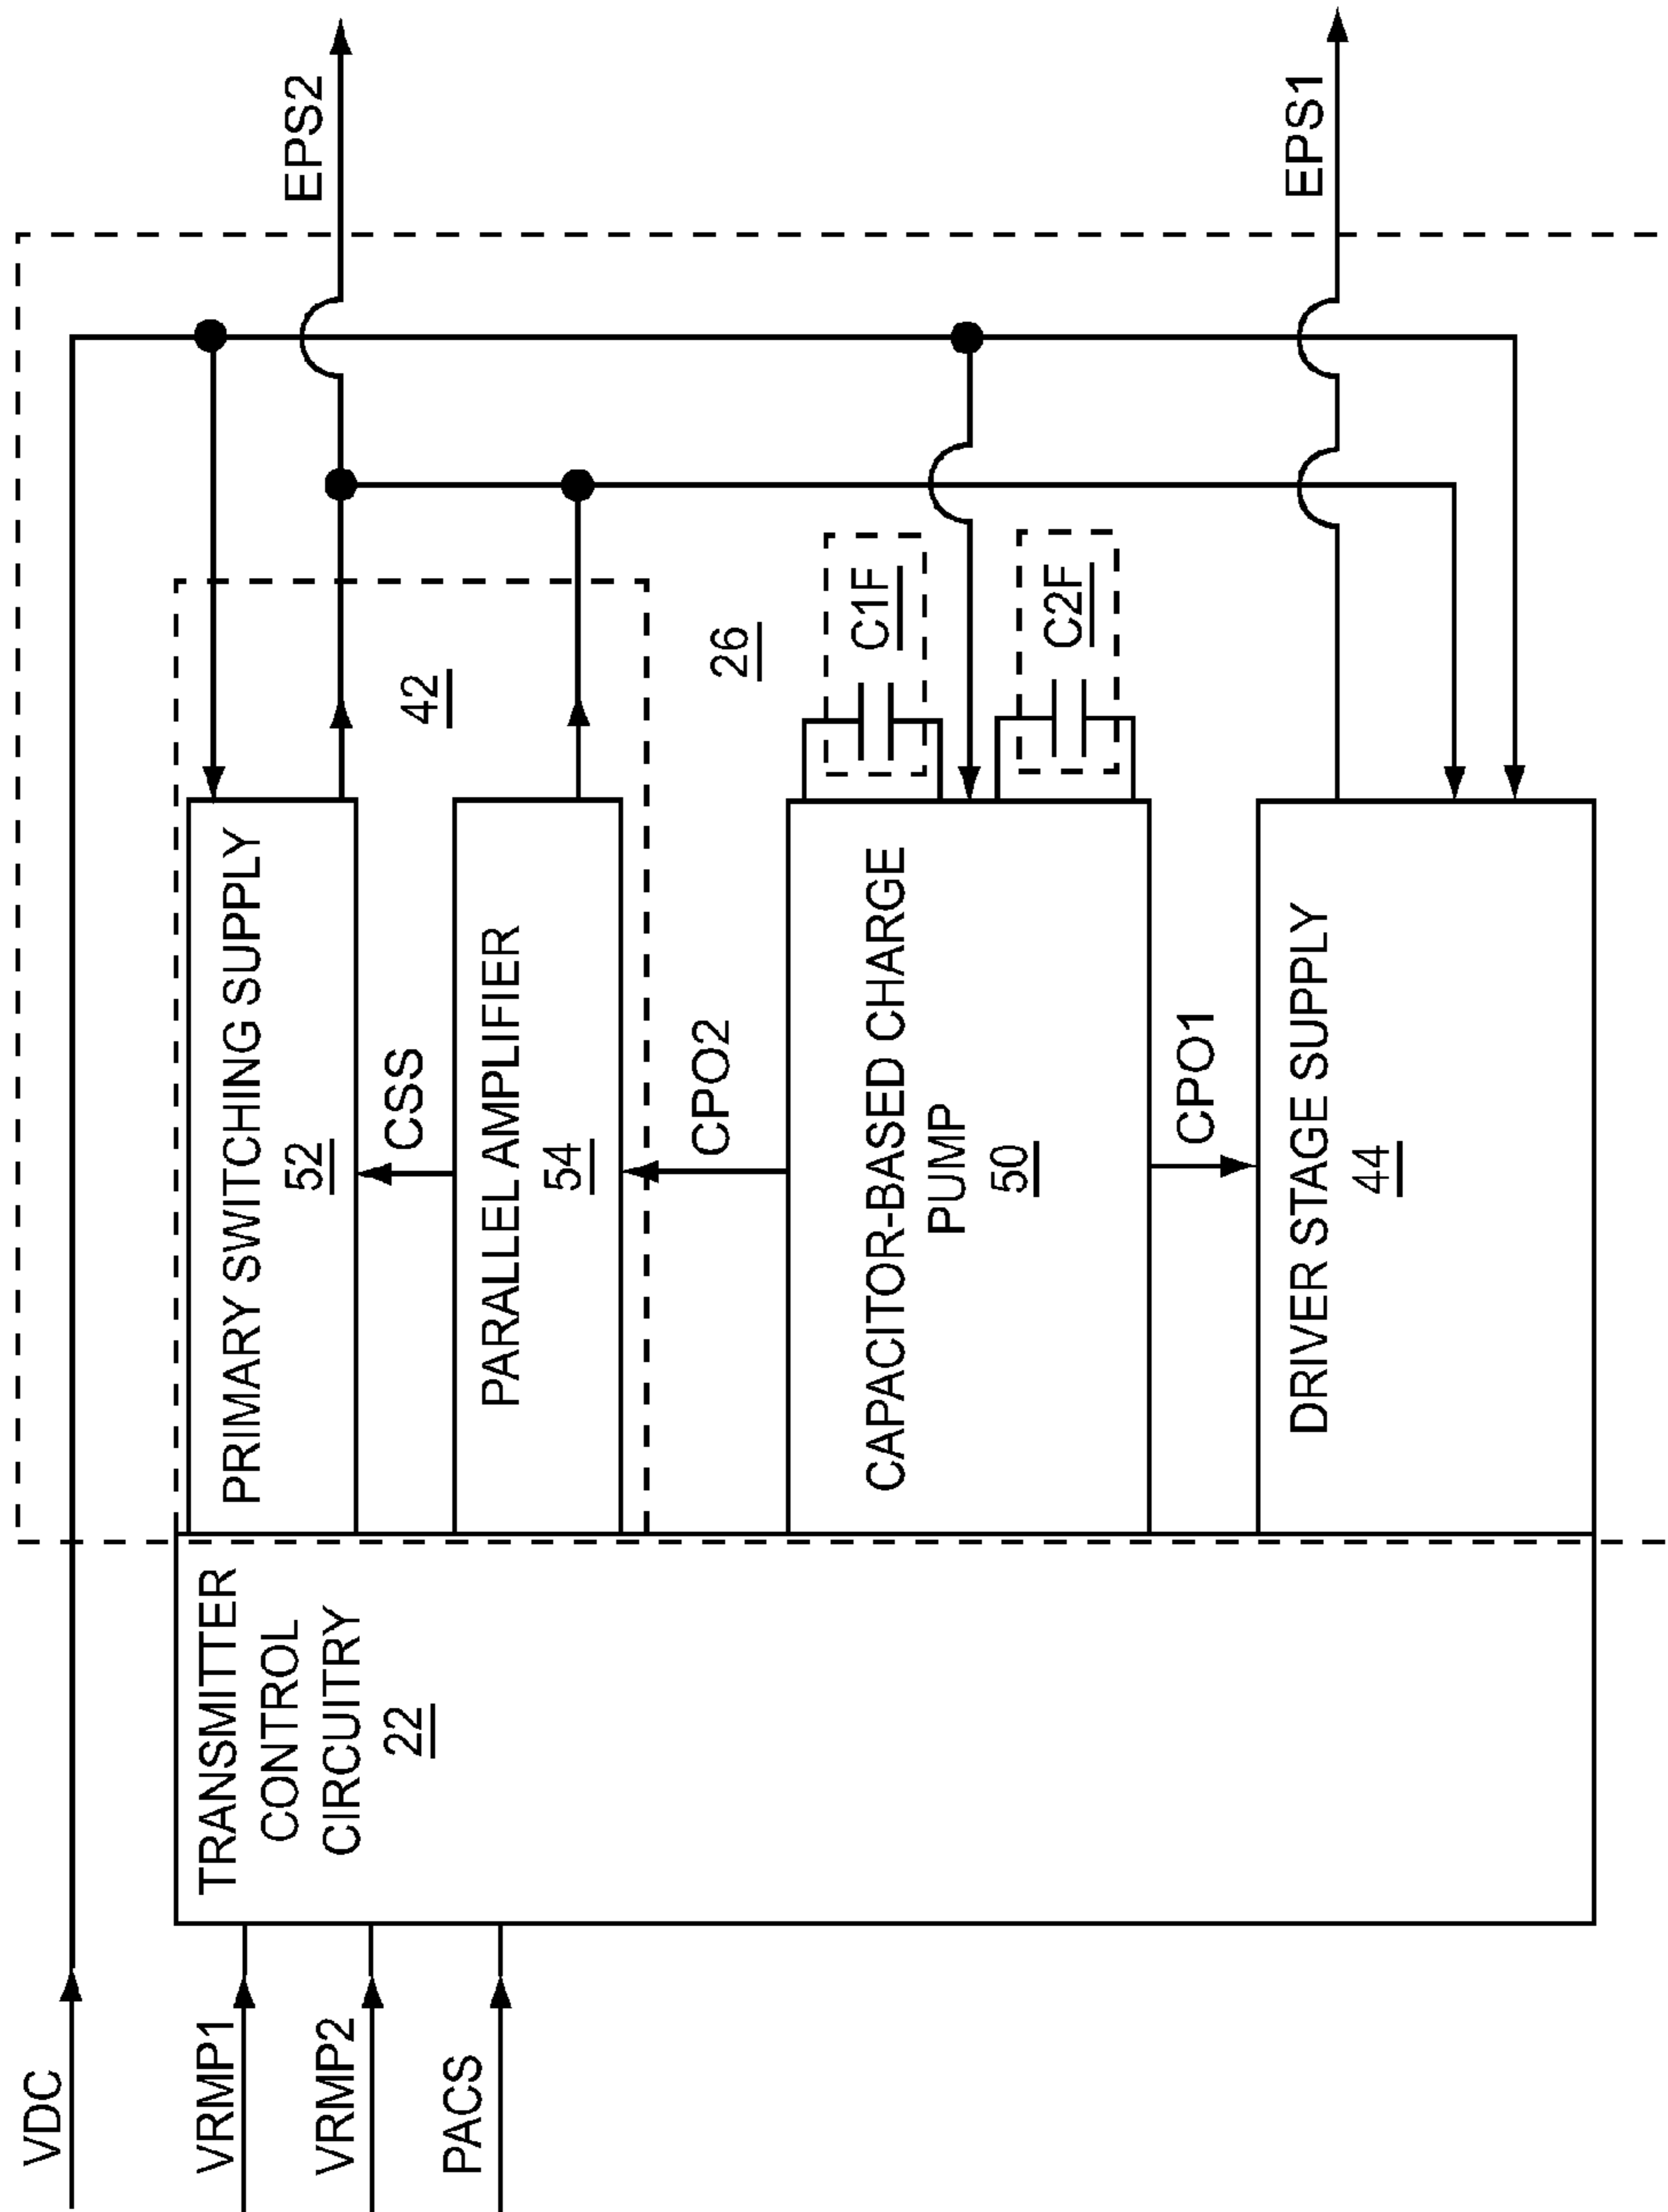 VDC
VRMP1
VRMP2
PACS
TRANSMITTER
CONTROL
CIRCUITRY
22
PRIMARY SWITCHING SUPPLY
52
CSS
PARALLEL AMPLIFIER
54
CPO2
CAPACITOR-BASED CHARGE
PUMP
50
CPO1
DRIVER STAGE SUPPLY
44
42
26
C1F
C2F
EPS2
EPS1